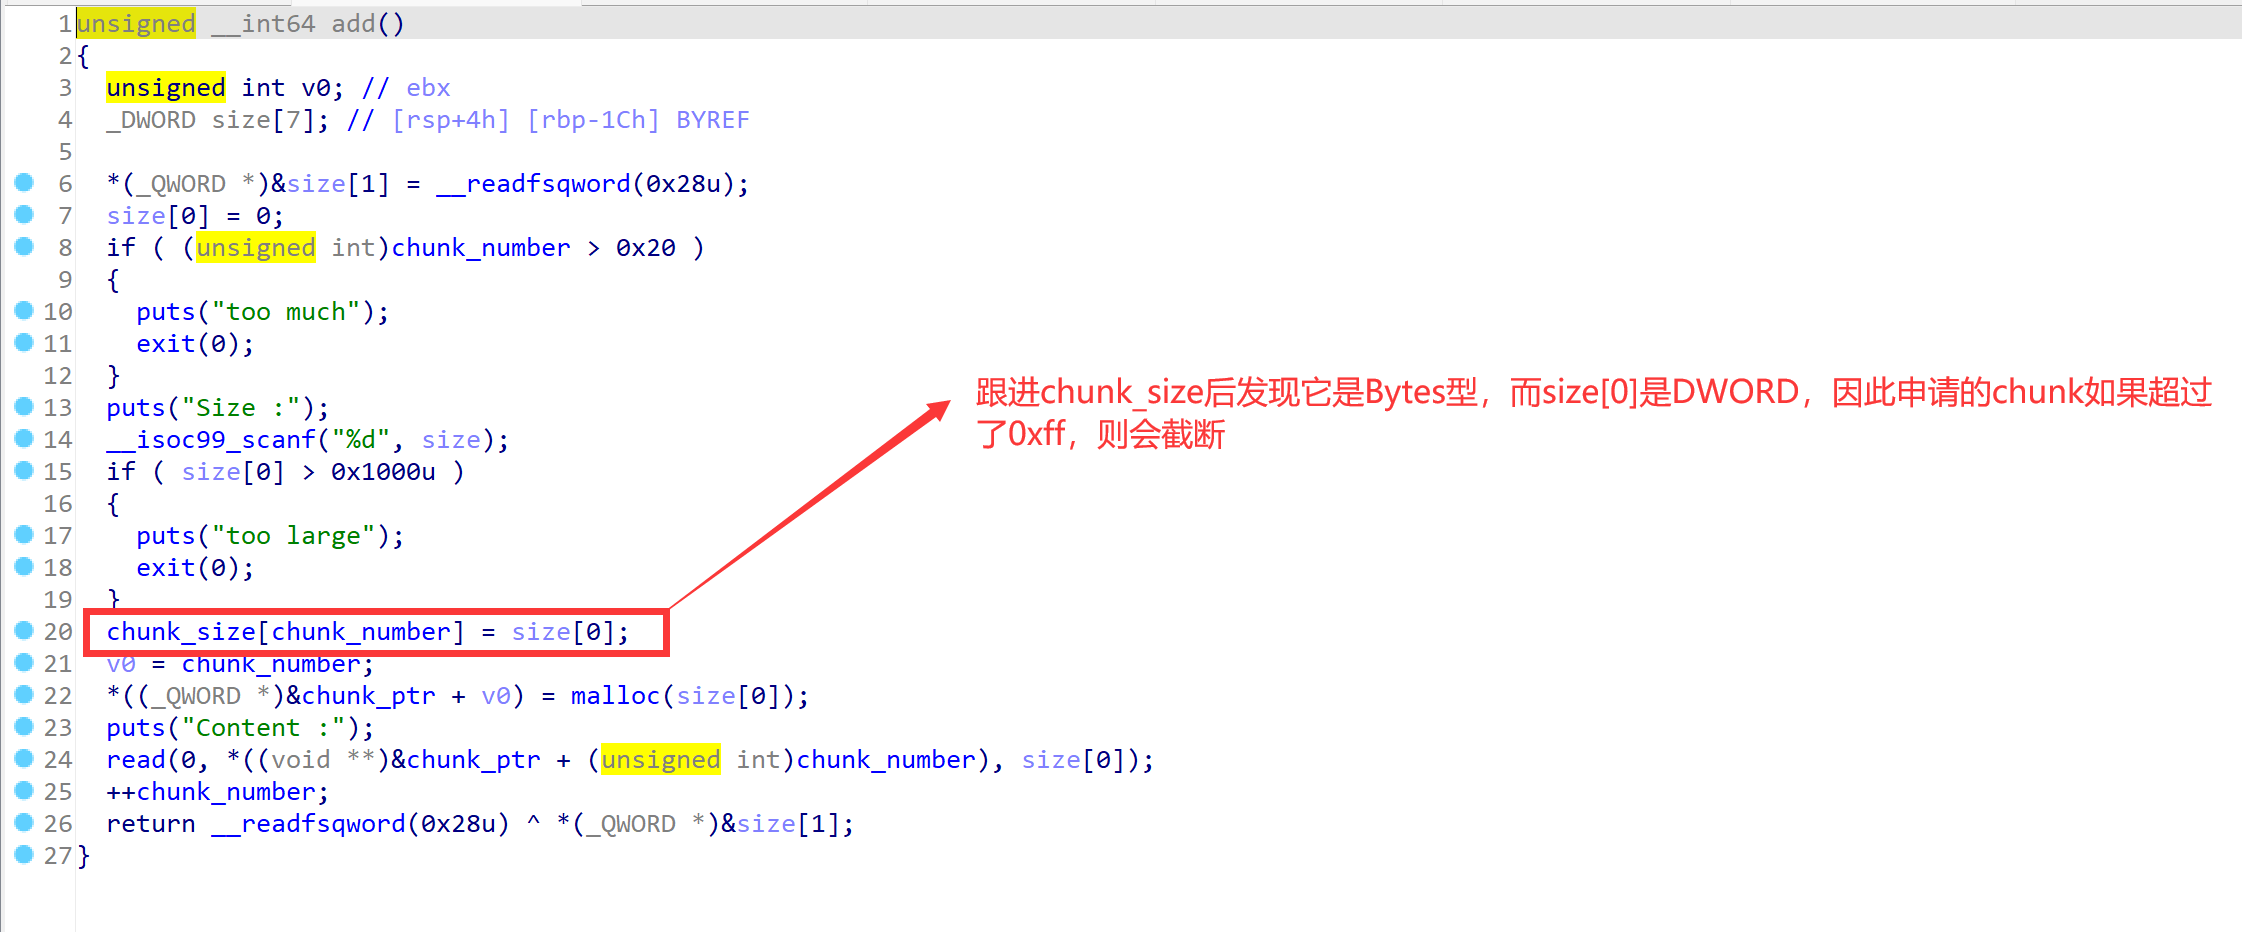 1 unsigned __int64 add()
2 {
3 unsigned int v0; // ebx
4 _DWORD size[7]; // [rsp+4h] [rbp-1Ch] BYREF
5
6 *(_QWORD *)&size[1] = __readfsqword(0x28u);
7 size[0] = 0;
8 if ( (unsigned int)chunk_number > 0x20 )
9 {
10 puts("too much");
11 exit(0);
12 }
13 puts("Size :");
14 __isoc99_scanf("%d", size);
15 if ( size[0] > 0x1000u )
16 {
17 puts("too large");
18 exit(0);
19 }
20 chunk_size[chunk_number] = size[0];
21 v0 = chunk_number;
22 *((_QWORD *)&chunk_ptr + v0) = malloc(size[0]);
23 puts("Content :");
24 read(0, *((void **)&chunk_ptr + (unsigned int)chunk_number), size[0]);
25 ++chunk_number;
26 return __readfsqword(0x28u) ^ *(_QWORD *)&size[1];
27 }
跟进chunk_size后发现它是Bytes型，而size[0]是DWORD，因此申请的chunk如果超过
了0xff，则会截断